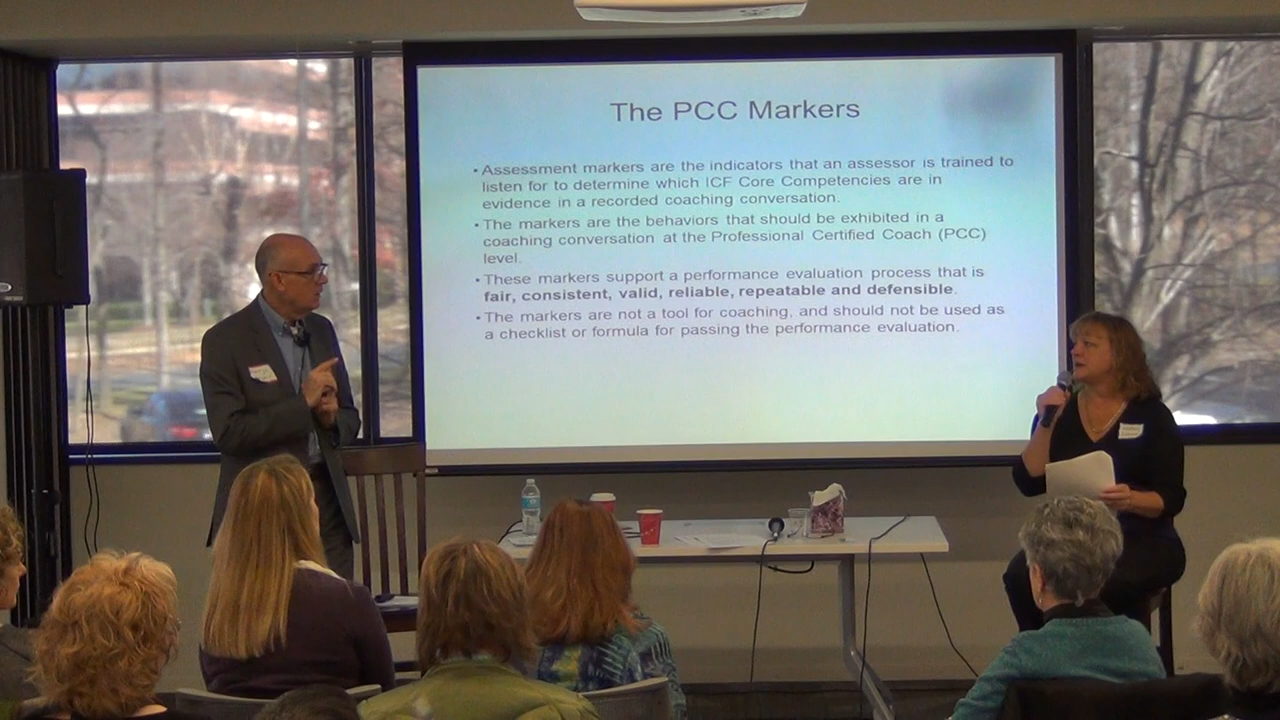 The PCC Markers
• Assessment markers are the indicators that an assessor is trained to
listen for to determine which ICF Core Competencies are in
evidence in a recorded coaching conversation.
• The markers are the behaviors that should be exhibited in a
coaching conversation at the Professional Certified Coach (PCC)
level.
• These markers support a performance evaluation process that is
fair, consistent, valid, reliable, repeatable and defensible.
• The markers are not a tool for coaching, and should not be used as
a checklist or formula for passing the performance evaluation.